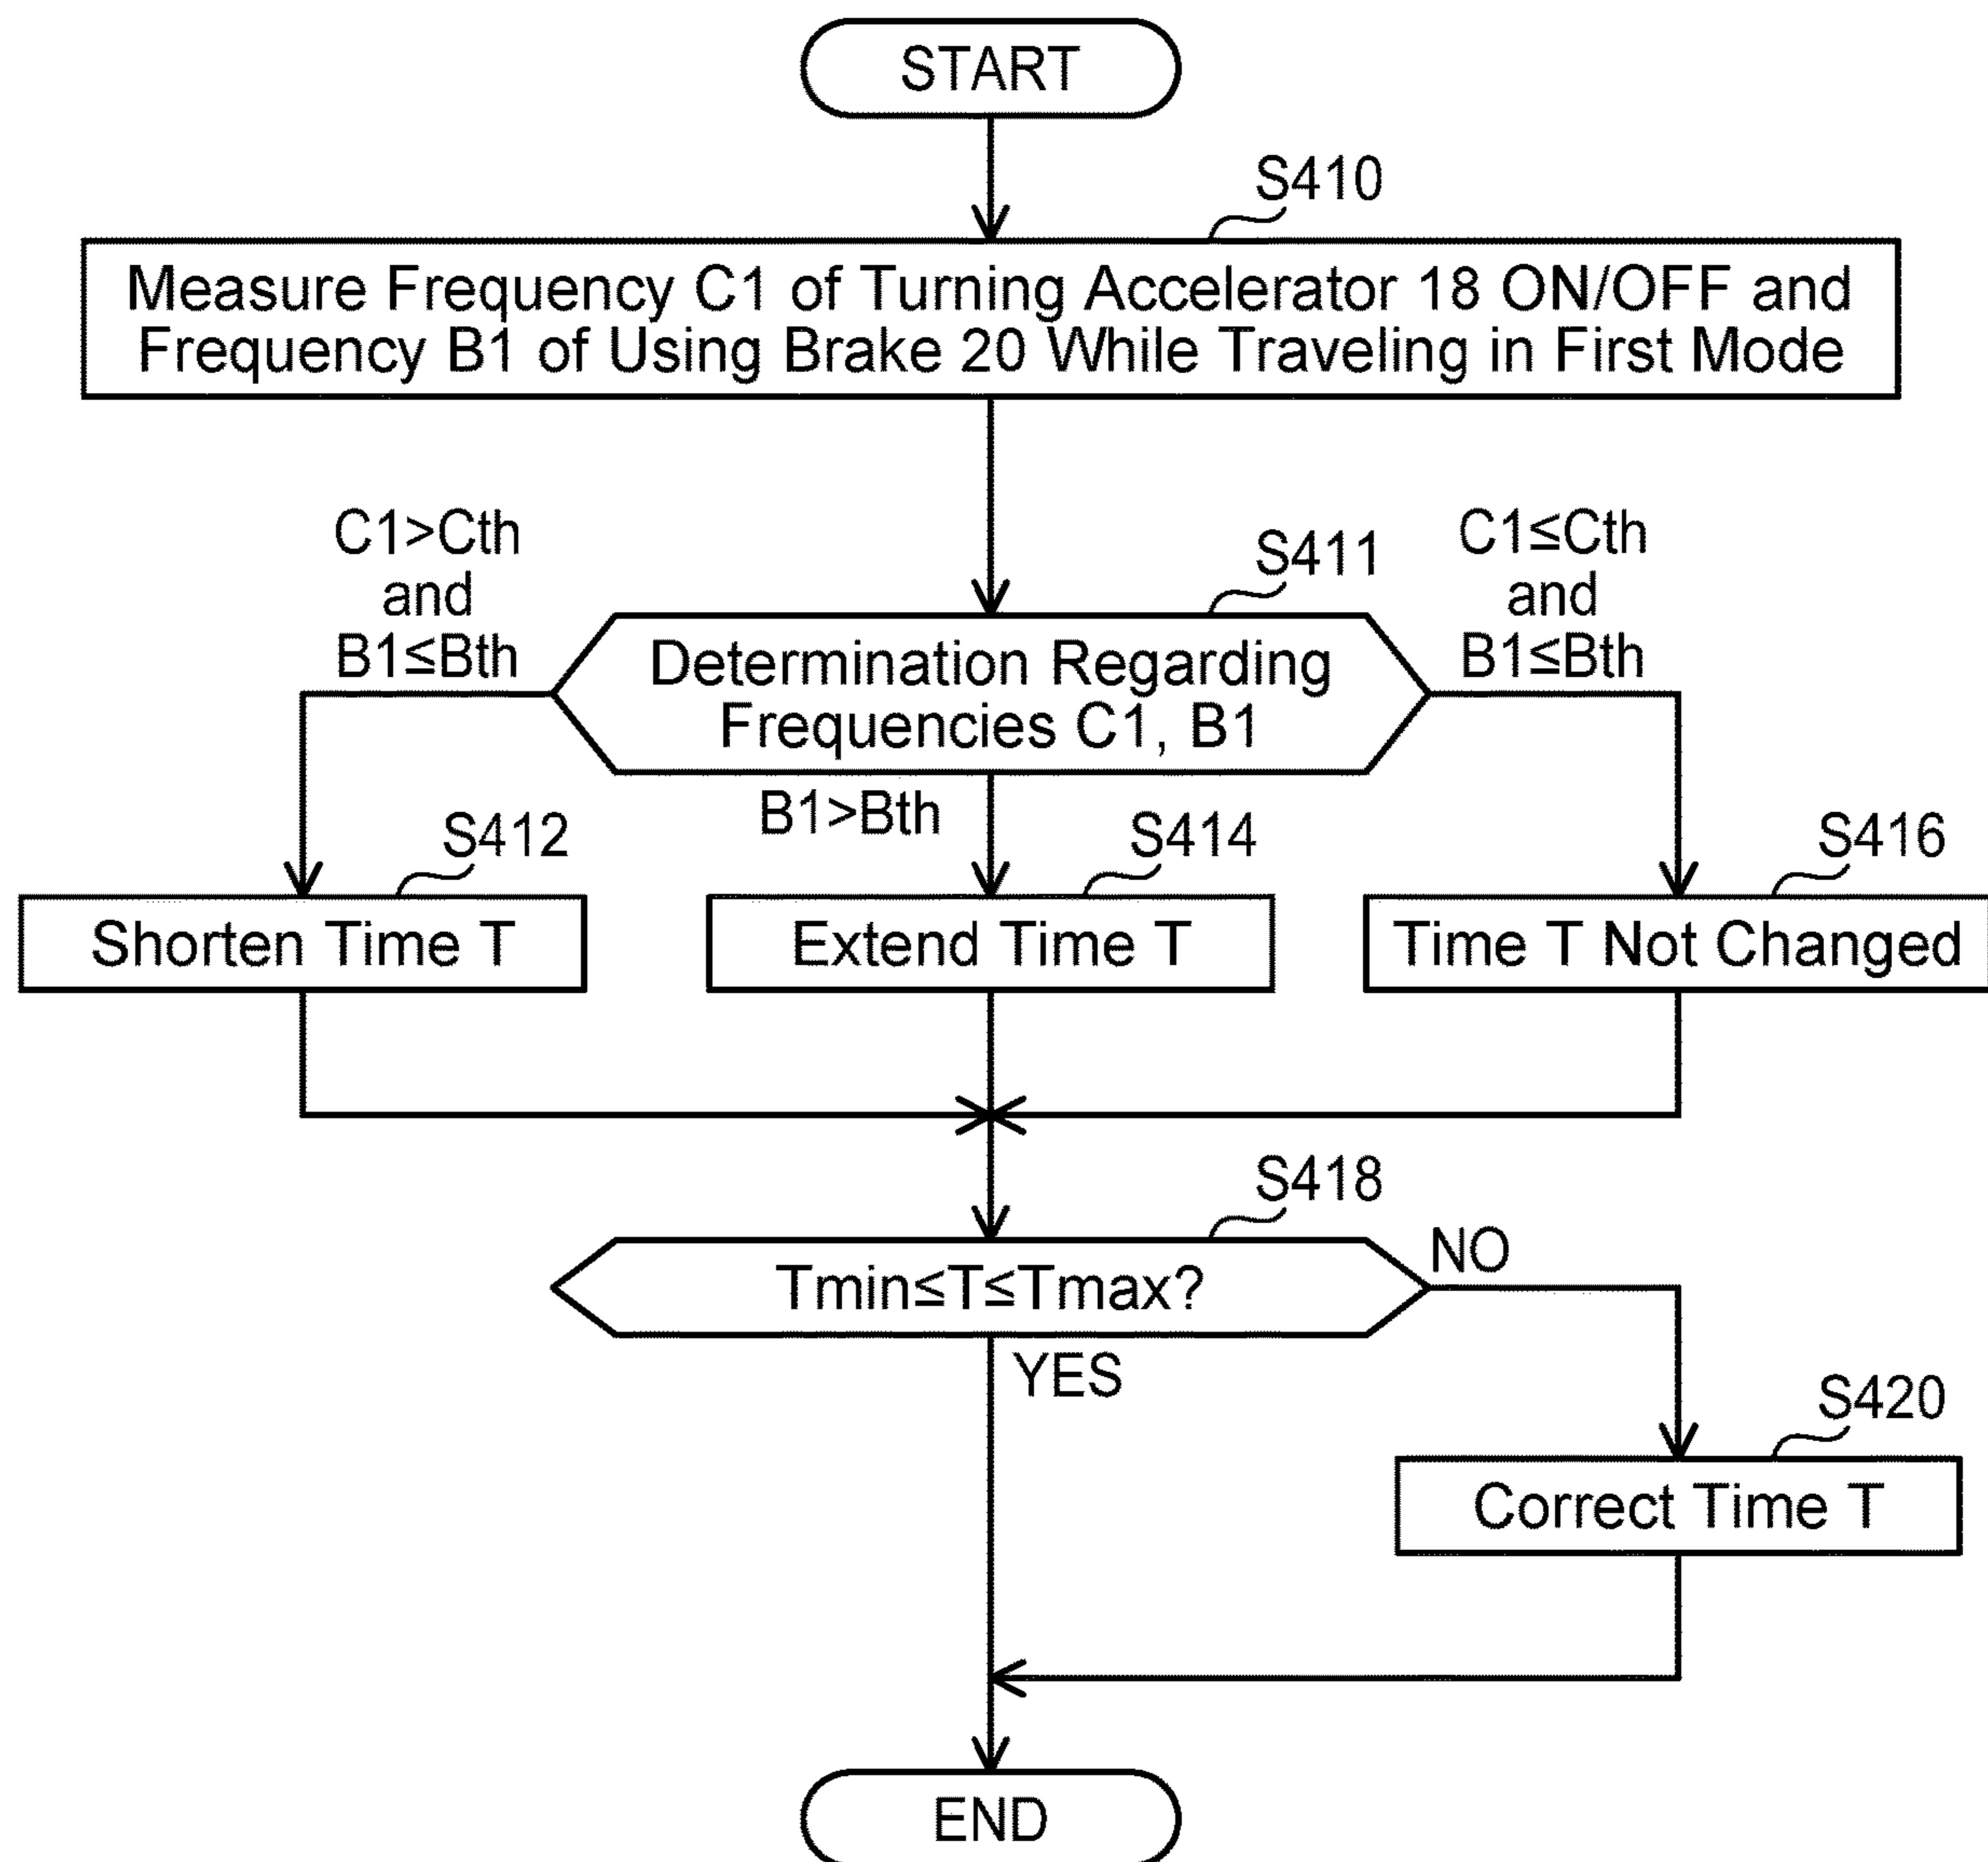 START
S410
Measure Frequency C1 of Turning Accelerator 18 ON/OFF and
Frequency B1 of Using Brake 20 While Traveling in First Mode
C1>Cth
and
B1≤Bth
S411
C1≤Cth
and
B1≤Bth
Determination Regarding
Frequencies C1, B1
B1>Bth
S412
S414
S416
Shorten Time T
Extend Time T
Time T Not Changed
S418
Tmin≤T≤Tmax?
NO
YES
S420
Correct Time T
END